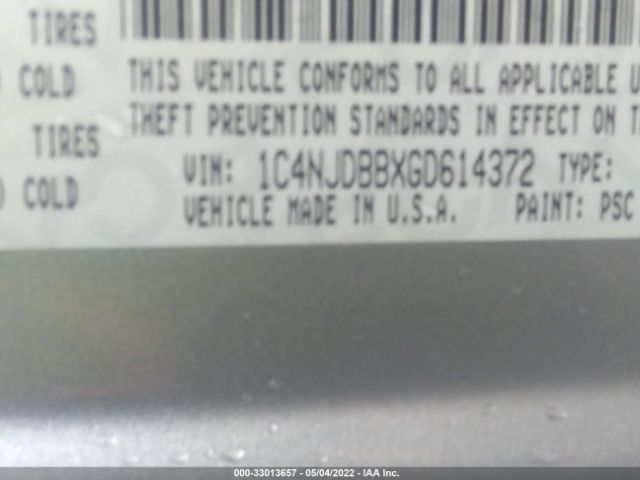 TIRES
COLD
THIS VEHICLE CONFORMS TO ALL APPLICABLE
THEFT PREVENTION STANDARDS IN EFFECT ON
TIRES
VIN: 1C4NJDBBXGD614372 TYPE:
COLD
VEHICLE MADE IN U.S.A. PAINT: PSC
000-33013657 - 05/04/2022 - IAA Inc.